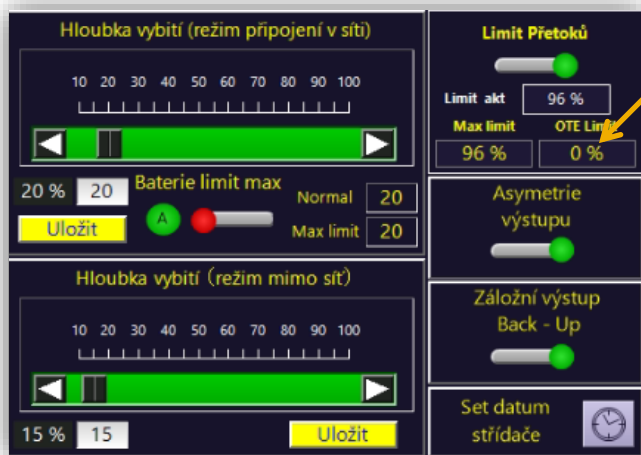 Hloubka vybití (režim připojení v síti)
10 20 30 40 50 60 70 80 90 100
20 % 20
Baterie limit max
Uložit
A
Normal 20
Max limit 20
Hloubka vybití (režim mimo síť)
10 20 30 40 50 60 70 80 90 100
15 % 15
Uložit
Limit Přetoků
Limit akt 96 %
Max limit OTE Limit
96 % 0 %
Asymetrie
výstupu
Záložní výstup
Back - Up
Set datum
střídače